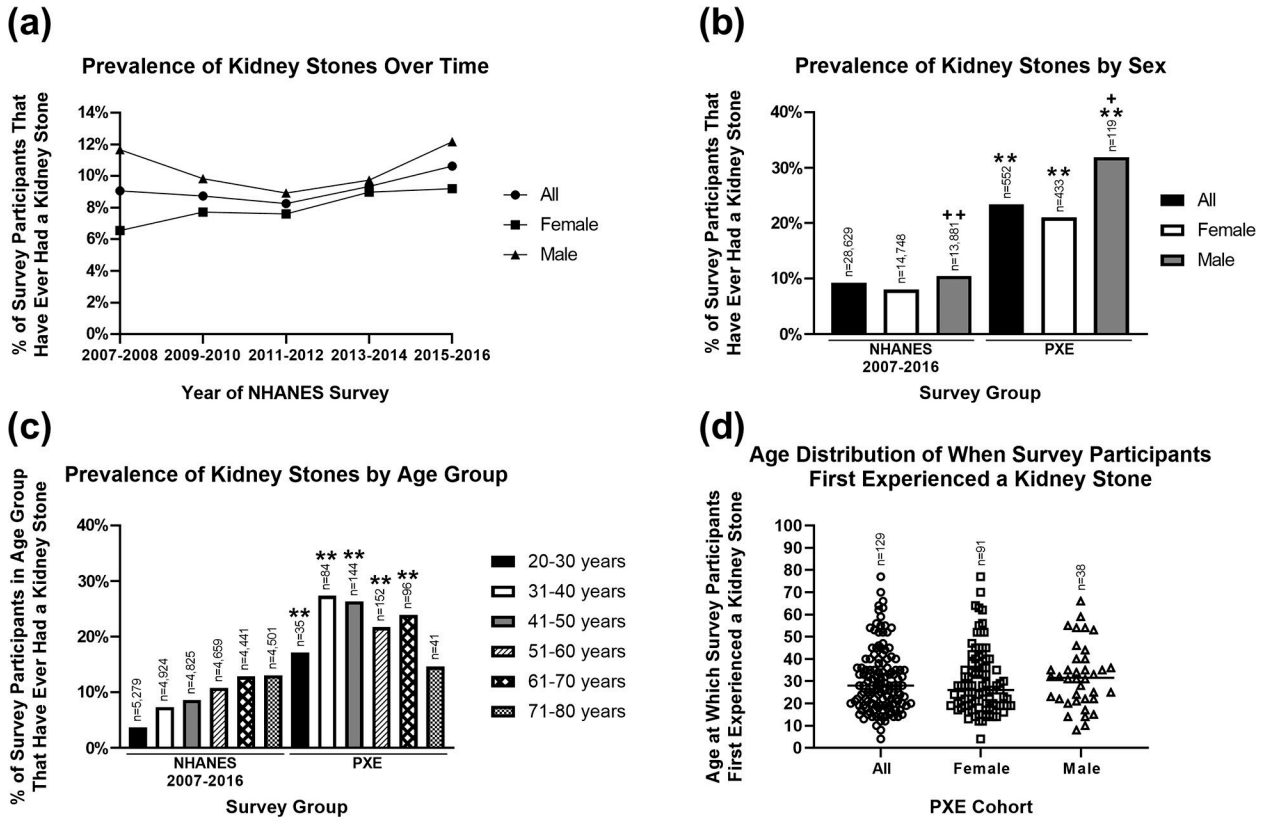 (a)
Prevalence of Kidney Stones Over Time
% of Survey Participants That
Have Ever Had a Kidney Stone
14%
12%
10%
8%
6%
4%
2%
0%
2007-2008 2009-2010 2011-2012 2013-2014 2015-2016
Year of NHANES Survey
All
Female
Male
(b)
Prevalence of Kidney Stones by Sex
% of Survey Participants That
Have Ever Had a Kidney Stone
40%
30%
20%
10%
0%
n=28,629
n=14,748
++
n=13,881
**
n=552
**
n=433
+
**
n=119
NHANES
2007-2016
PXE
Survey Group
All
Female
Male
(c)
Prevalence of Kidney Stones by Age Group
% of Survey Participants in Age Group
That Have Ever Had a Kidney Stone
40%
30%
20%
10%
0%
n=5,279
n=4,924
n=4,825
n=4,659
n=4,441
n=4,501
**
n=35
**
n=84
**
n=144
**
n=152
**
n=96
n=41
NHANES
2007-2016
PXE
Survey Group
20-30 years
31-40 years
41-50 years
51-60 years
61-70 years
71-80 years
(d)
Age Distribution of When Survey Participants
First Experienced a Kidney Stone
Age at Which Survey Participants
First Experienced a Kidney Stone
100
90
80
70
60
50
40
30
20
10
0
n=129
n=91
n=38
All Female Male
PXE Cohort